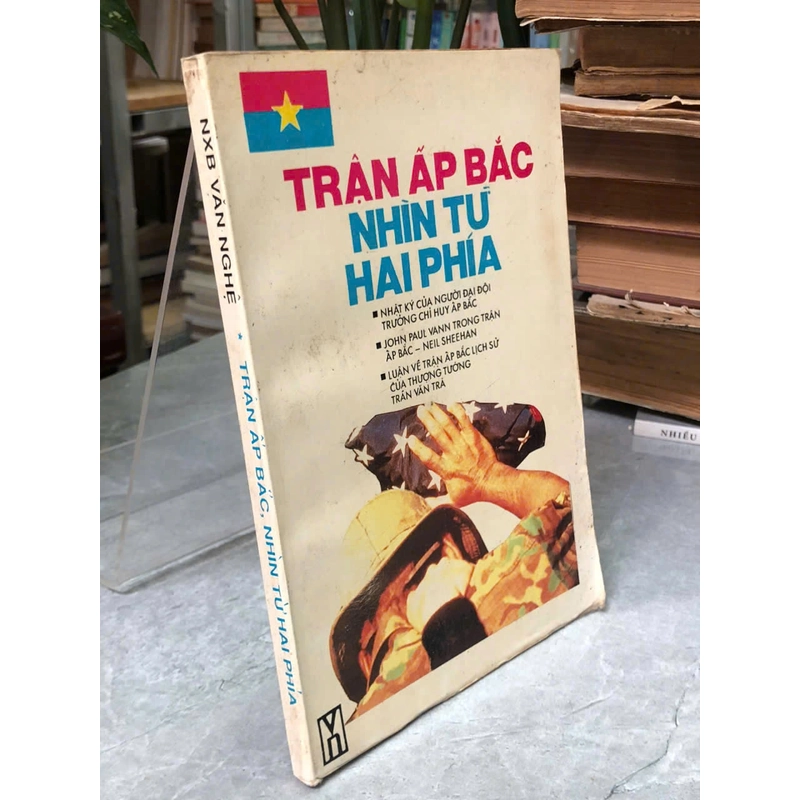 NXB VĂN NGHỆ * TRẬN ẤP BẮC, NHÌN TỪ HAI PHÍA
TRẬN ẤP BẮC
NHÌN TỪ
HAI PHÍA
■ NHẬT KÝ CỦA NGƯỜI ĐẠI ĐỘI
TRƯỞNG CHỈ HUY ẤP BẮC
■ JOHN PAUL VANN TRONG TRẬN
ẤP BẮC – NEIL SHEEHAN
■ LUẬN VỀ TRẬN ẤP BẮC LỊCH SỬ
CỦA THƯỢNG TƯỚNG
TRẦN VĂN TRÀ
Vn
NHIỀU